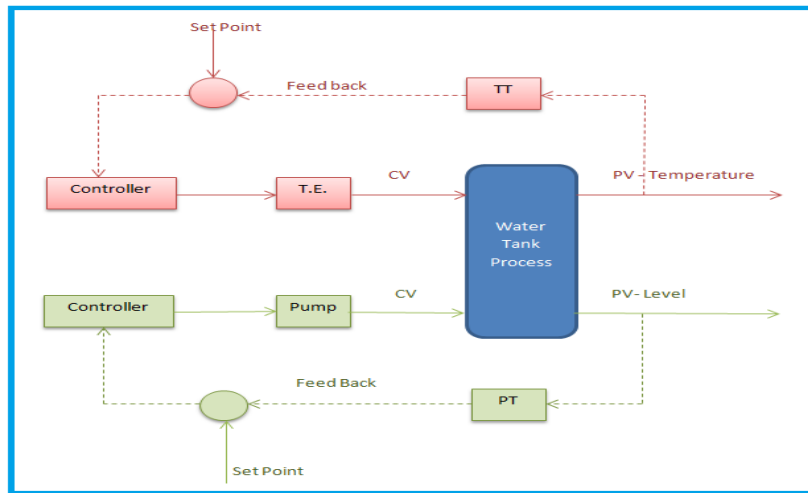 Set Point
Feed back
TT
Controller
T.E.
CV
PV - Temperature
Water
Tank
Process
Controller
Pump
CV
PV- Level
Feed Back
PT
Set Point